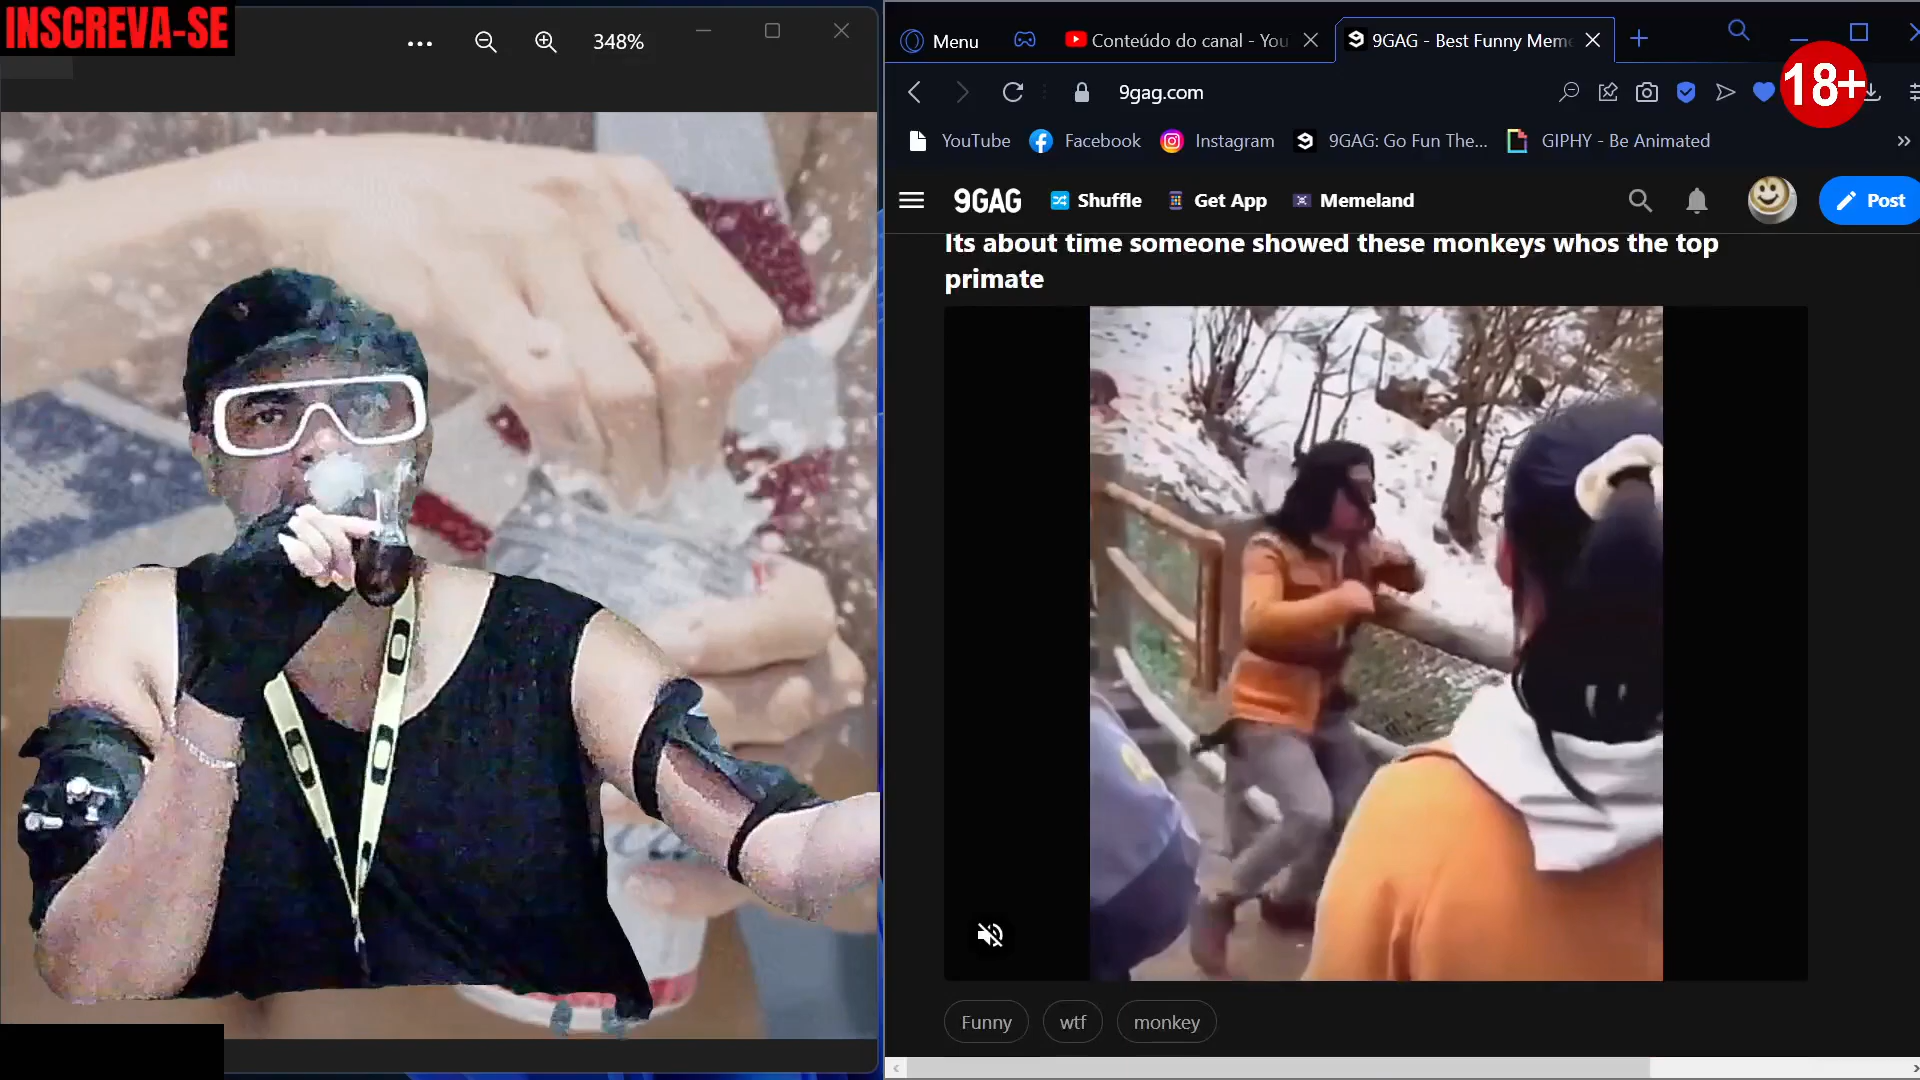 INSCREVA-SE
348%
Menu
Conteúdo do canal - You
9GAG - Best Funny Meme
9gag.com
18+
YouTube
Facebook
Instagram
9GAG: Go Fun The...
GIPHY - Be Animated
9GAG
Shuffle
Get App
Memeland
Post
Its about time someone showed these monkeys whos the top
primate
Funny
wtf
monkey